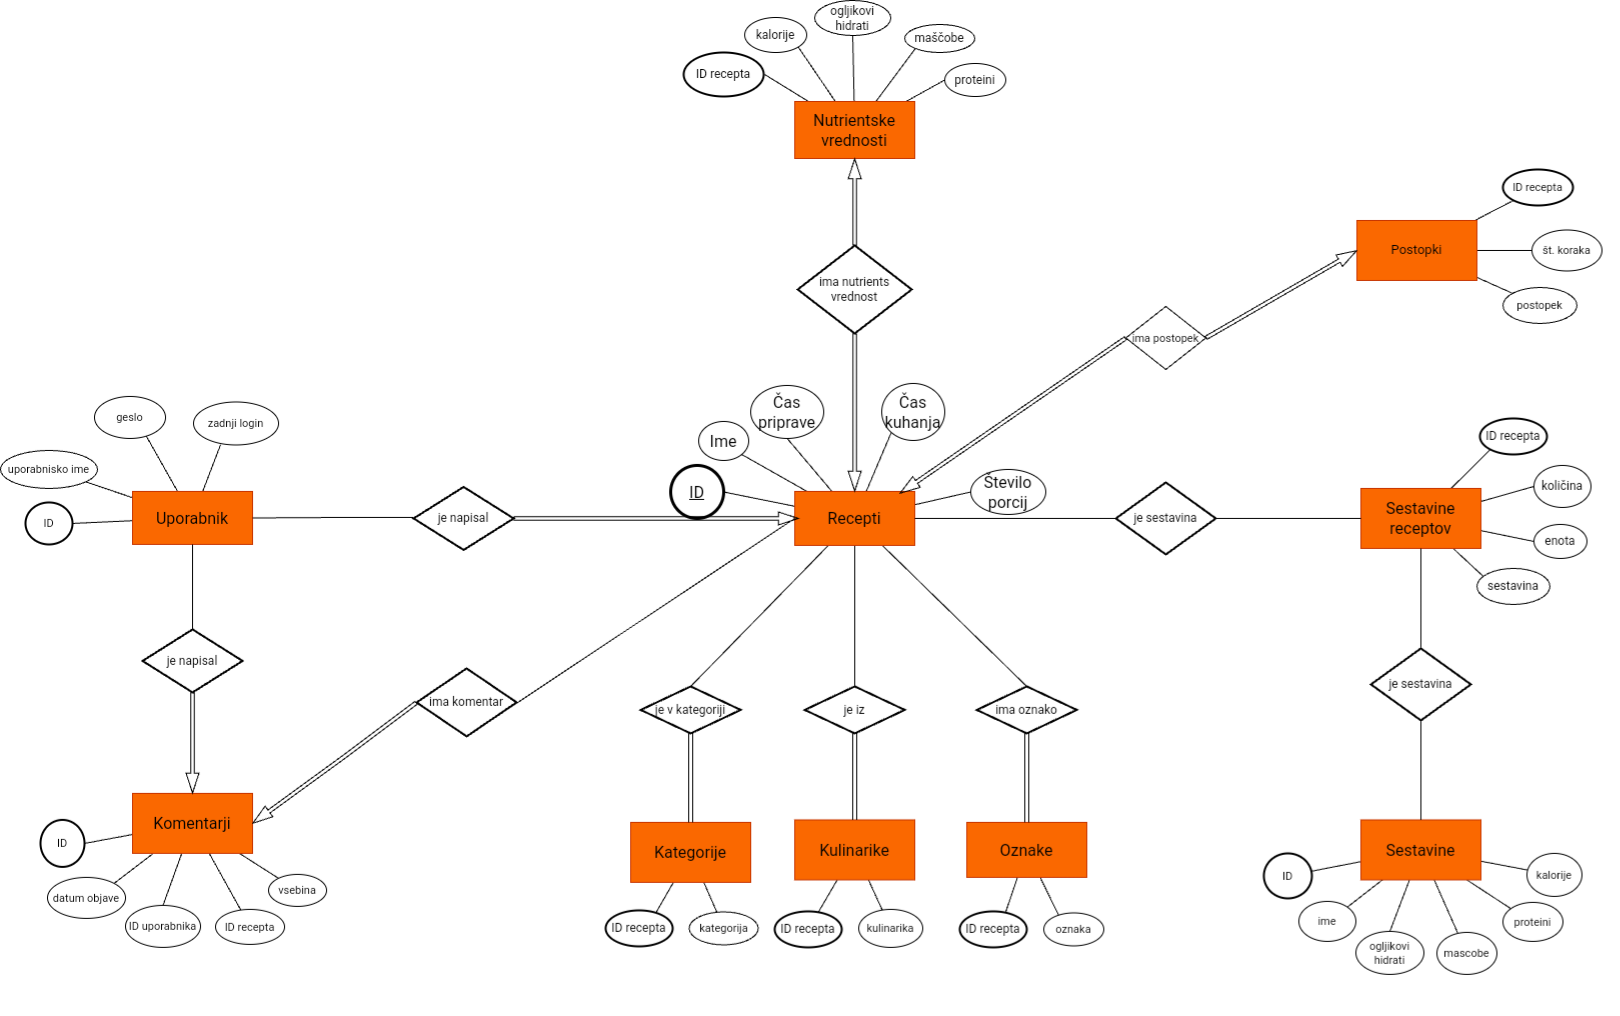 ogljikovi
hidrati
kalorije
maščobe
ID recepta
proteini
Nutrientske
vrednosti
ID recepta
Postopki
št. koraka
postopek
ima nutrients
vrednost
ima postopek
geslo
zadnji login
uporabnisko ime
ID
Uporabnik
je napisal
Čas
priprave
Čas
kuhanja
Ime
ID
Število
porcij
Recepti
je sestavina
ID recepta
količina
Sestavine
receptov
enota
sestavina
je napisal
ima komentar
je v kategoriji
je iz
ima oznako
je sestavina
Komentarji
ID
datum objave
ID uporabnika
ID recepta
vsebina
Kategorije
ID recepta
kategorija
Kulinarike
ID recepta
kulinarika
Oznake
ID recepta
oznaka
Sestavine
ID
ime
ogljikovi
hidrati
mascobe
proteini
kalorije